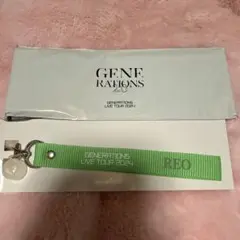 GENE
RATIONS
GENERATIONS
LIVE TOUR 2024
GENERATIONS
LIVE TOUR 2024
REO